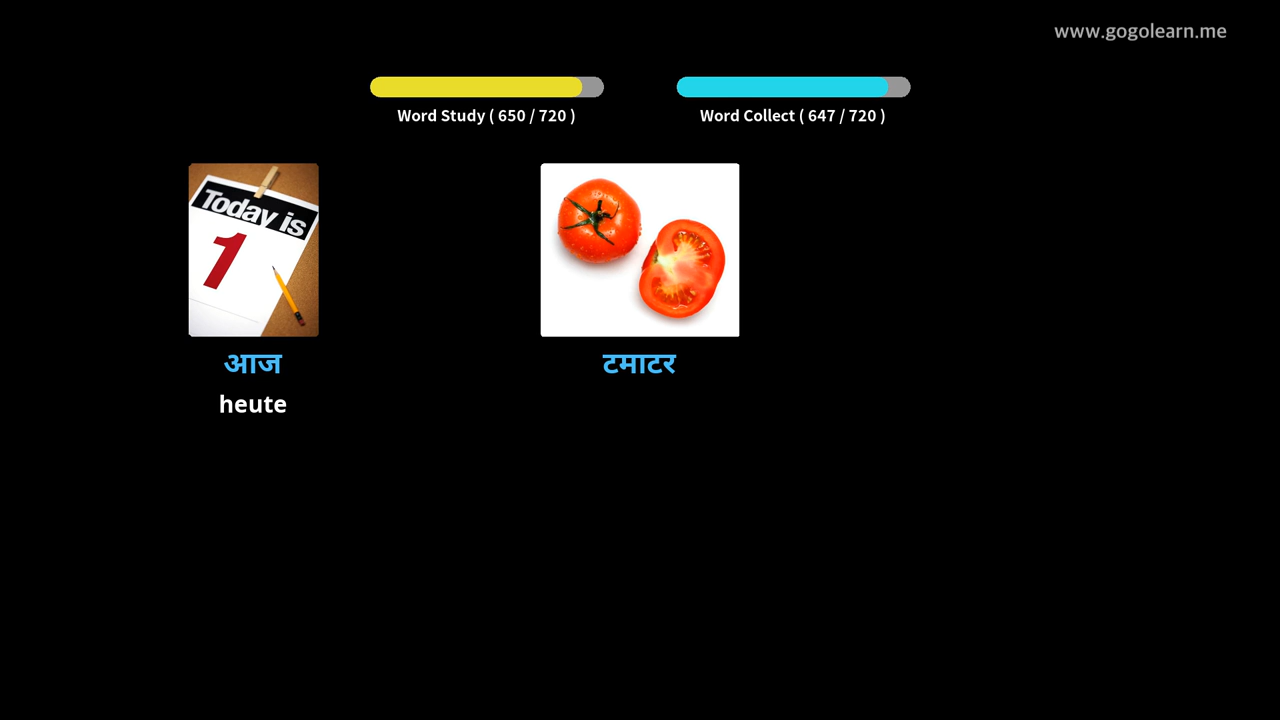 www.gogolearn.me
Word Study ( 650 / 720 )
Word Collect ( 647 / 720 )
Today is
1
आज
heute
टमाटर